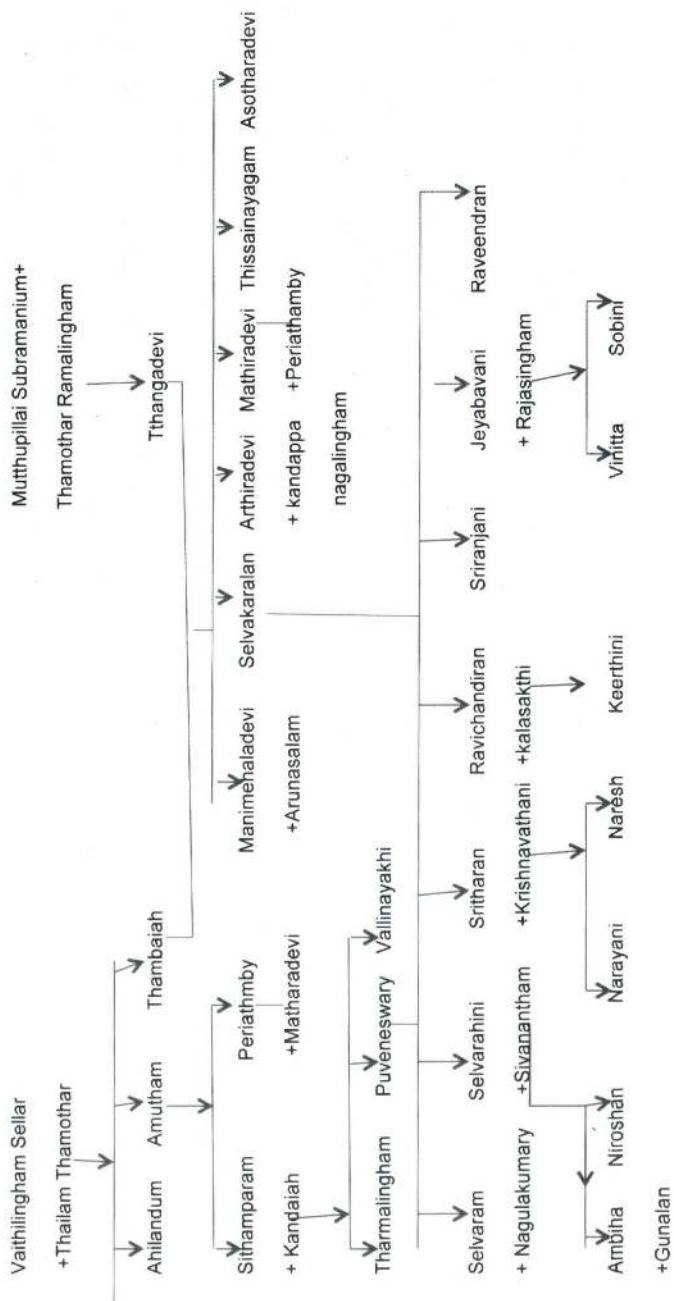 Vaithilingham Sellar
+Thailam Thamothar
Mutthupillai Subramanium+
Thamothar Ramalingham
Ahilandum Amutham Thambaiah Tthangadevi
Sithamparam Periathmby Manimehaladevi Selvakaralan Arthiradevi Mathiradevi Thissainayagam Asotharadevi
+ Kandaiah +Matharadevi +Arunasalam + kandappa +Periathamby
nagalingham
Tharmalingham Puveneswary Vallinayakhi
Selvaram Selvarahini Sritharan Ravichandiran Sriranjani Jeyabavani Raveendran
+ Nagulakumary +Sivanantham +Krishnavathani +kalasakthi + Rajasingham
Ambiha Niroshan Narayani Naresh Keerthini Vinitta Sobini
+Gunalan